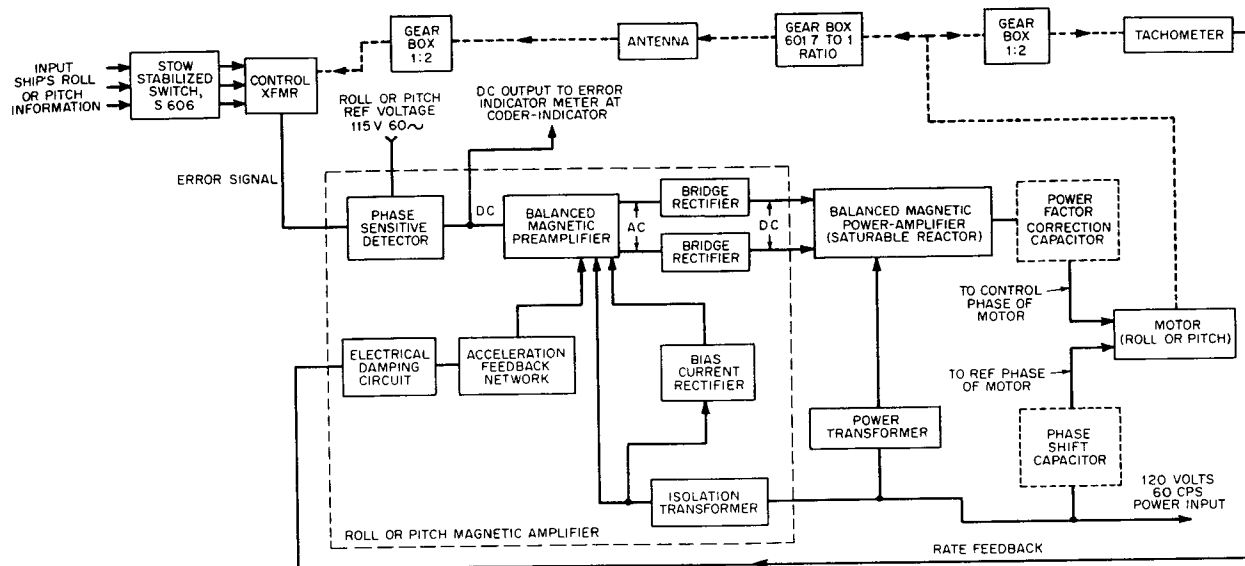 INPUT
SHIP'S ROLL
OR PITCH
INFORMATION
STOW
STABILIZED
SWITCH,
S 606
CONTROL
XFMR
GEAR
BOX
1:2
ANTENNA
GEAR BOX
601 7 TO 1
RATIO
GEAR
BOX
1:2
TACHOMETER
ROLL OR PITCH
REF VOLTAGE
115 V 60~
DC OUTPUT TO ERROR
INDICATOR METER AT
CODER-INDICATOR
ERROR SIGNAL
PHASE
SENSITIVE
DETECTOR
DC
BALANCED
MAGNETIC
PREAMPLIFIER
AC
BRIDGE
RECTIFIER
BRIDGE
RECTIFIER
DC
BALANCED MAGNETIC
POWER-AMPLIFIER
(SATURABLE REACTOR)
POWER
FACTOR
CORRECTION
CAPACITOR
TO CONTROL
PHASE OF
MOTOR
MOTOR
(ROLL OR PITCH)
TO REF PHASE
OF MOTOR
ELECTRICAL
DAMPING
CIRCUIT
ACCELERATION
FEEDBACK
NETWORK
BIAS
CURRENT
RECTIFIER
POWER
TRANSFORMER
PHASE
SHIFT
CAPACITOR
ISOLATION
TRANSFORMER
120 VOLTS
60 CPS
POWER INPUT
ROLL OR PITCH MAGNETIC AMPLIFIER
RATE FEEDBACK